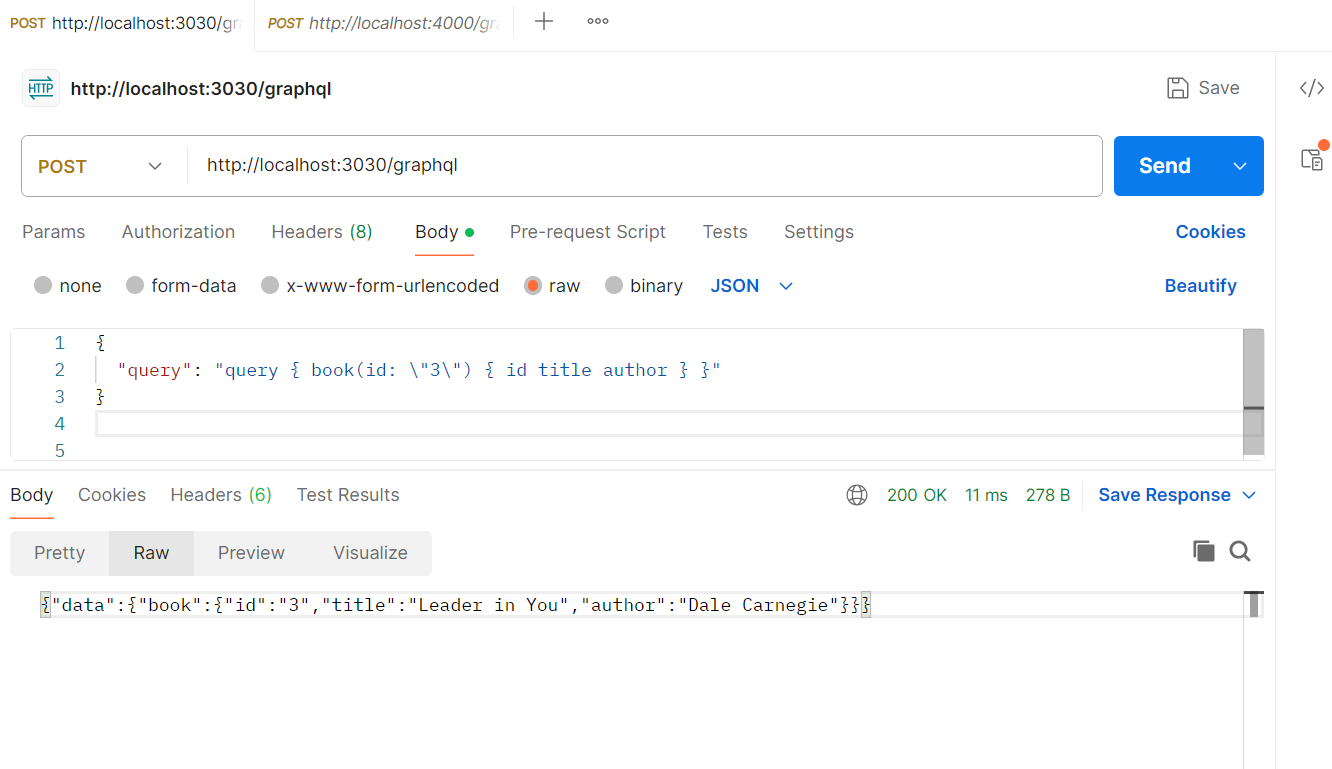 POST http://localhost:3030/gr POST http://localhost:4000/gr
HTTP http://localhost:3030/graphql Save
POST http://localhost:3030/graphql Send
Params Authorization Headers (8) Body Pre-request Script Tests Settings Cookies
none form-data x-www-form-urlencoded raw binary JSON Beautify
1 {
2 "query": "query { book(id: \"3\") { id title author } }"
3 }
4
5
Body Cookies Headers (6) Test Results 200 OK 11 ms 278 B Save Response
Pretty Raw Preview Visualize
{"data":{"book":{"id":"3","title":"Leader in You","author":"Dale Carnegie"}}}